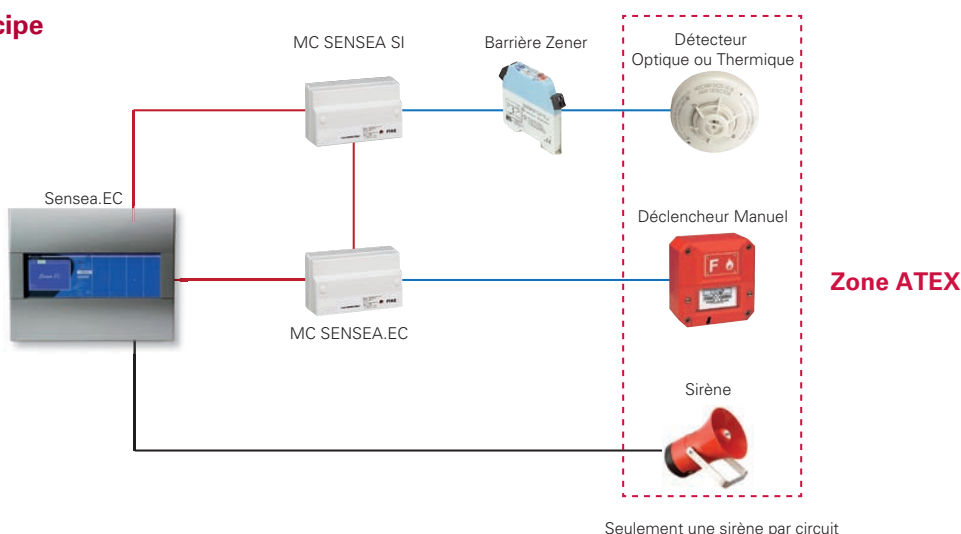 cipe
MC SENSEA SI
Barrière Zener
Détecteur
Optique ou Thermique
Sensea.EC
Déclencheur Manuel
F
Zone ATEX
MC SENSEA.EC
Sirène
Seulement une sirène par circuit